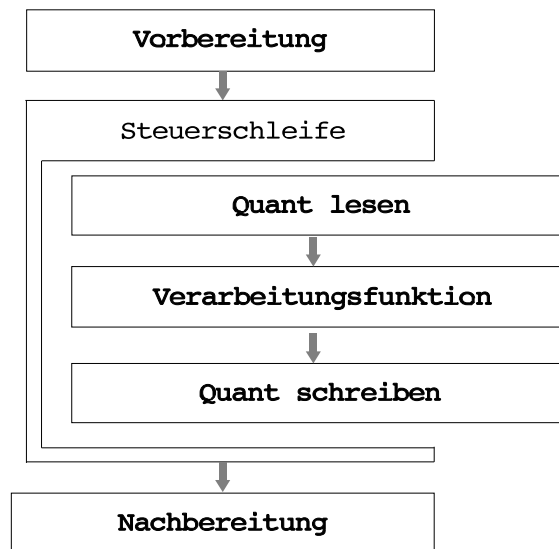 Vorbereitung
Steuerschleife
Quant lesen
Verarbeitungsfunktion
Quant schreiben
Nachbereitung